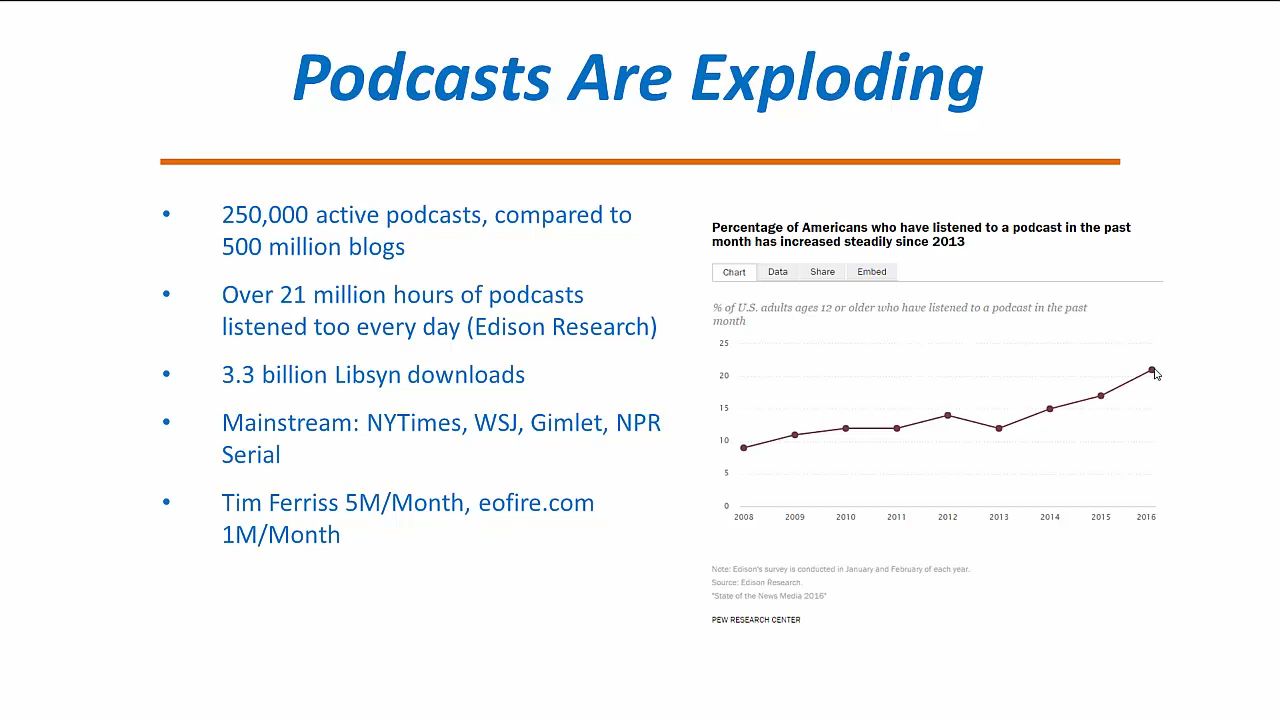 Podcasts Are Exploding
• 250,000 active podcasts, compared to
500 million blogs
• Over 21 million hours of podcasts
listened too every day (Edison Research)
• 3.3 billion Libsyn downloads
• Mainstream: NYTimes, WSJ, Gimlet, NPR
Serial
• Tim Ferriss 5M/Month, eofire.com
1M/Month
Percentage of Americans who have listened to a podcast in the past
month has increased steadily since 2013
Chart Data Share Embed
% of U.S. adults ages 12 or older who have listened to a podcast in the past
month
25
20
15
10
5
0
2008 2009 2010 2011 2012 2013 2014 2015 2016
Note: Edison's survey is conducted in January and February of each year.
Source: Edison Research.
"State of the News Media 2016"
PEW RESEARCH CENTER